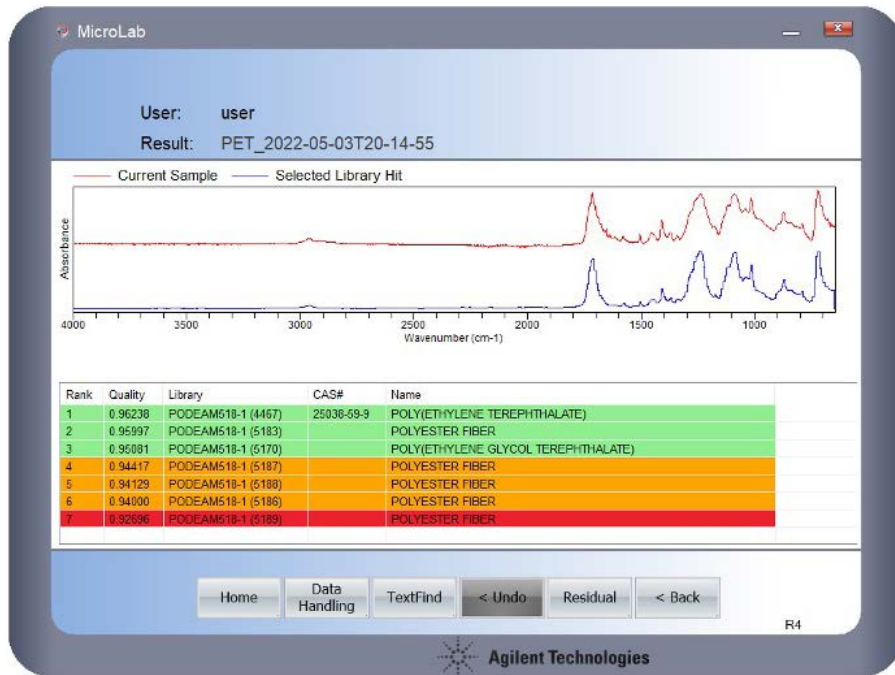 MicroLab
User: user
Result: PET_2022-05-03T20-14-55
Current Sample Selected Library Hit
Absorbance
4000 3500 3000 2500 2000 1500 1000
Wavenumber (cm-1)
Rank Quality Library CAS# Name
1 0.96238 PODEAM518-1 (4467) 25038-59-9 POLY(ETHYLENE TEREPHTHALATE)
2 0.95997 PODEAM518-1 (5183) POLYESTER FIBER
3 0.95081 PODEAM518-1 (5170) POLY(ETHYLENE GLYCOL TEREPHTHALATE)
4 0.94417 PODEAM518-1 (5187) POLYESTER FIBER
5 0.94129 PODEAM518-1 (5188) POLYESTER FIBER
6 0.94000 PODEAM518-1 (5186) POLYESTER FIBER
7 0.92696 PODEAM518-1 (5189) POLYESTER FIBER
Home Data Handling TextFind < Undo Residual < Back
R4
Agilent Technologies